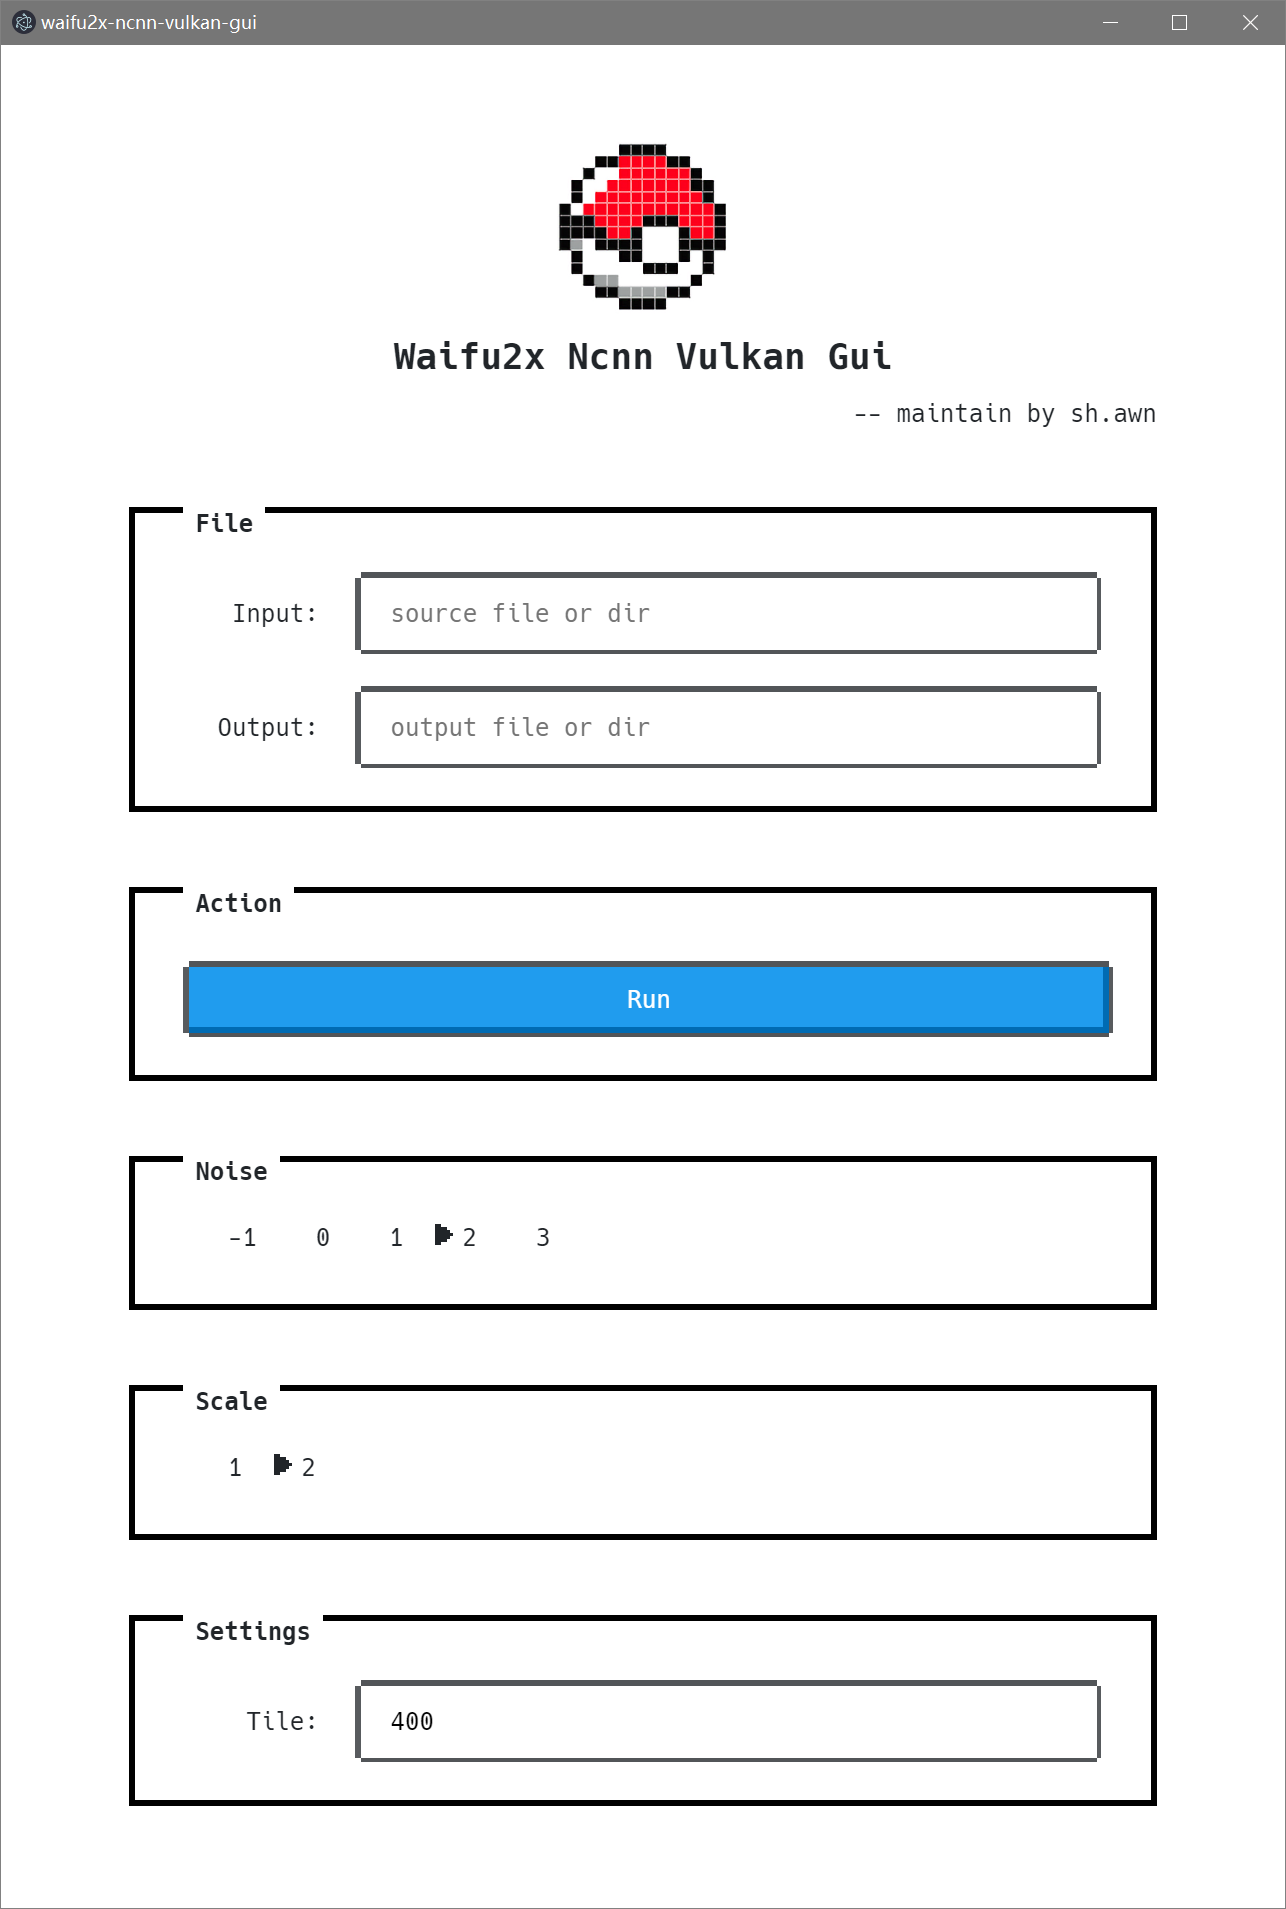 waifu2x-ncnn-vulkan-gui
Waifu2x Ncnn Vulkan Gui
-- maintain by sh.awn
File
Input: source file or dir
Output: output file or dir
Action
Run
Noise
-1 0 1 2 3
Scale
1 2
Settings
Tile: 400